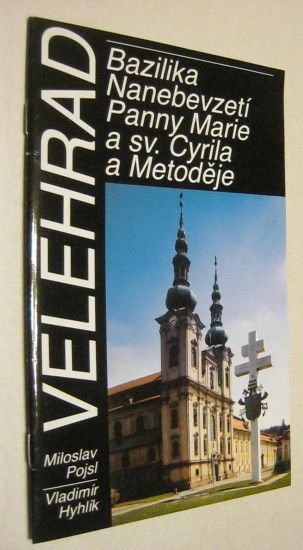 VELEHRAD
Bazilika
Nanebevzetí
Panny Marie
a sv. Cyrila
a Metoděje
Miloslav
Pojsl
Vladimír
Hyhlík